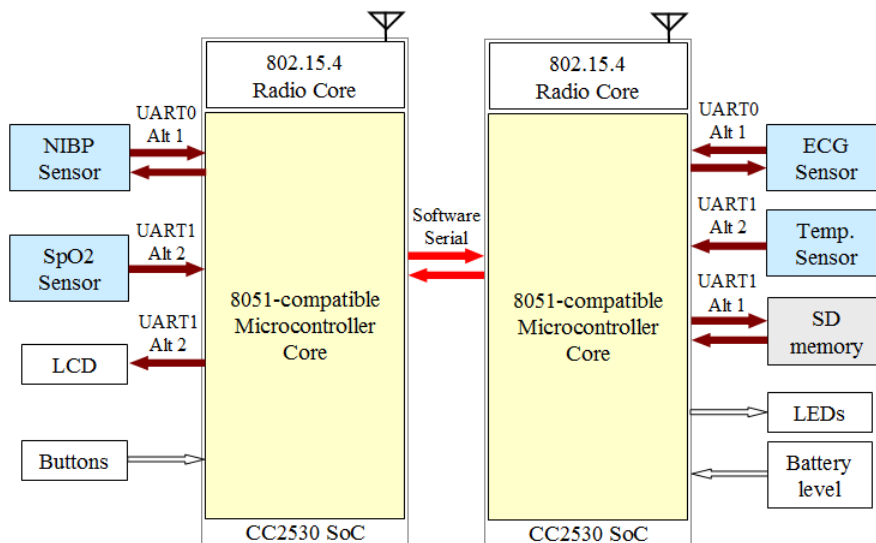 802.15.4
Radio Core
802.15.4
Radio Core
UART0
Alt 1
NIBP
Sensor
UART1
Alt 2
SpO2
Sensor
UART1
Alt 2
LCD
Buttons
8051-compatible
Microcontroller
Core
CC2530 SoC
Software
Serial
8051-compatible
Microcontroller
Core
CC2530 SoC
UART0
Alt 1
ECG
Sensor
UART1
Alt 2
Temp.
Sensor
UART1
Alt 1
SD
memory
LEDs
Battery
level